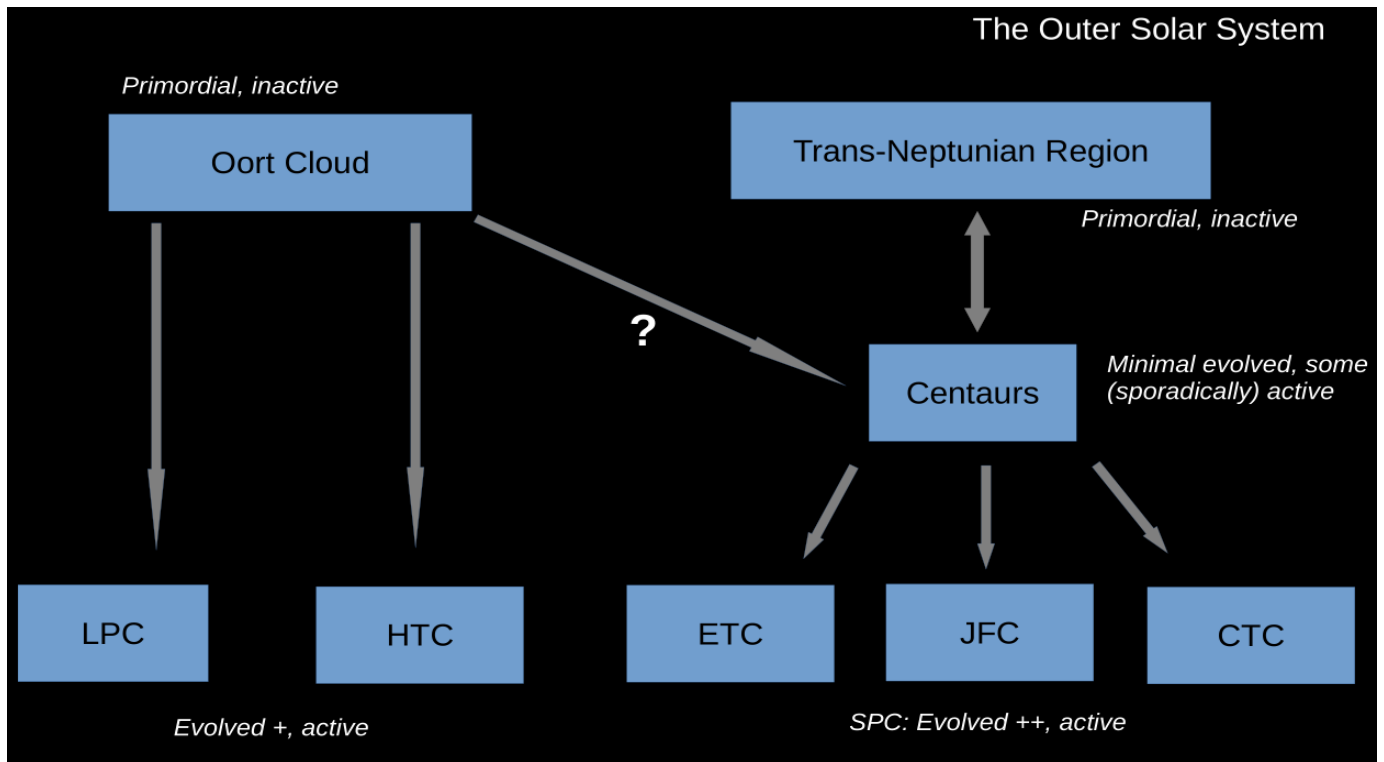 The Outer Solar System
Primordial, inactive
Oort Cloud
Trans-Neptunian Region
Primordial, inactive
?
Centaurs
Minimal evolved, some
(sporadically) active
LPC
HTC
ETC
JFC
CTC
Evolved +, active
SPC: Evolved ++, active